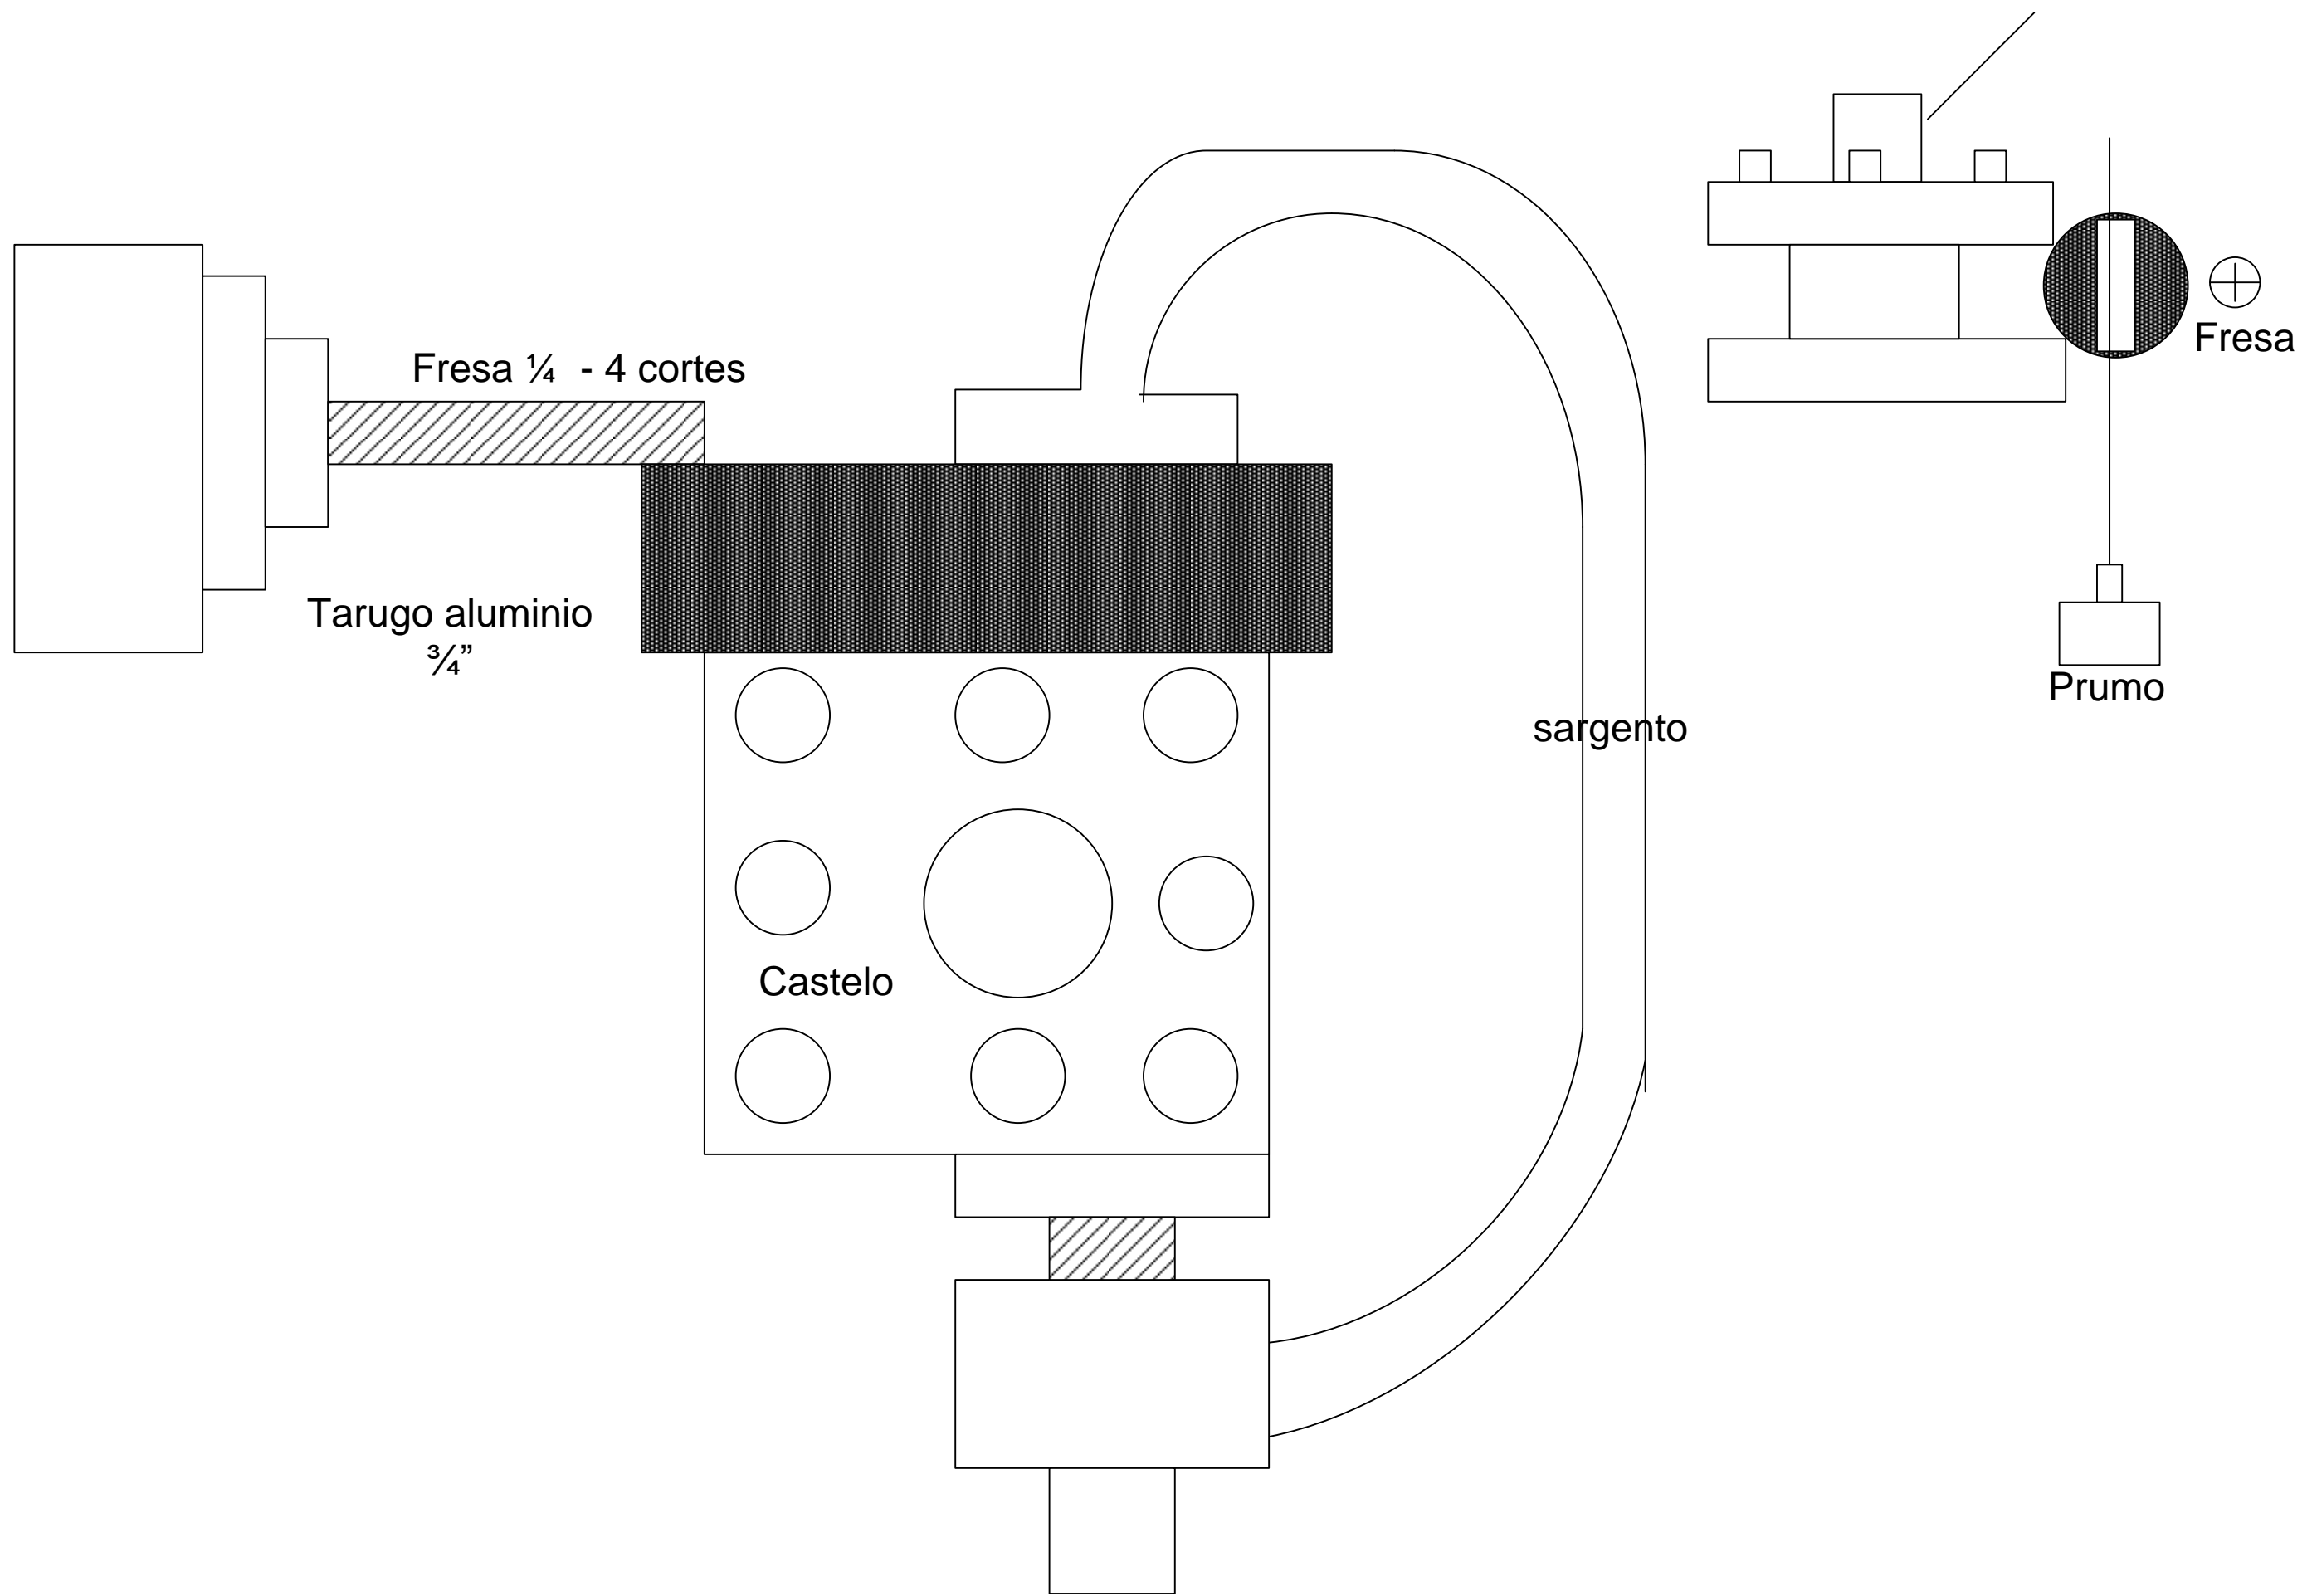 Fresa
Fresa ¼  - 4 cortes
Tarugo aluminio
¾”
Prumo
sargento
Castelo